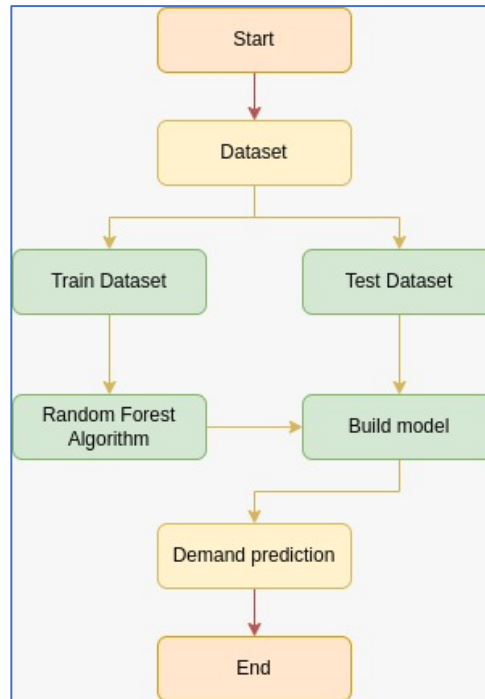 Start
Dataset
Train Dataset
Test Dataset
Random Forest
Algorithm
Build model
Demand prediction
End